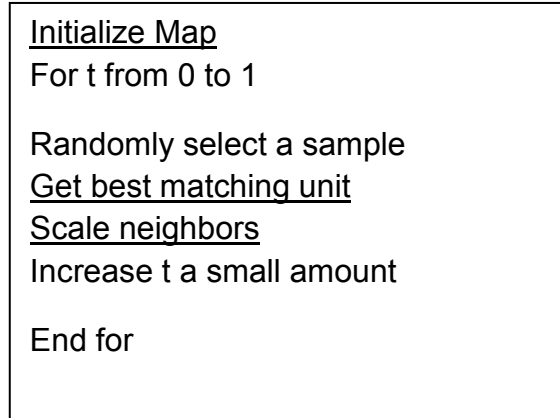 Initialize Map
For t from 0 to 1
Randomly select a sample
Get best matching unit
Scale neighbors
Increase t a small amount
End for